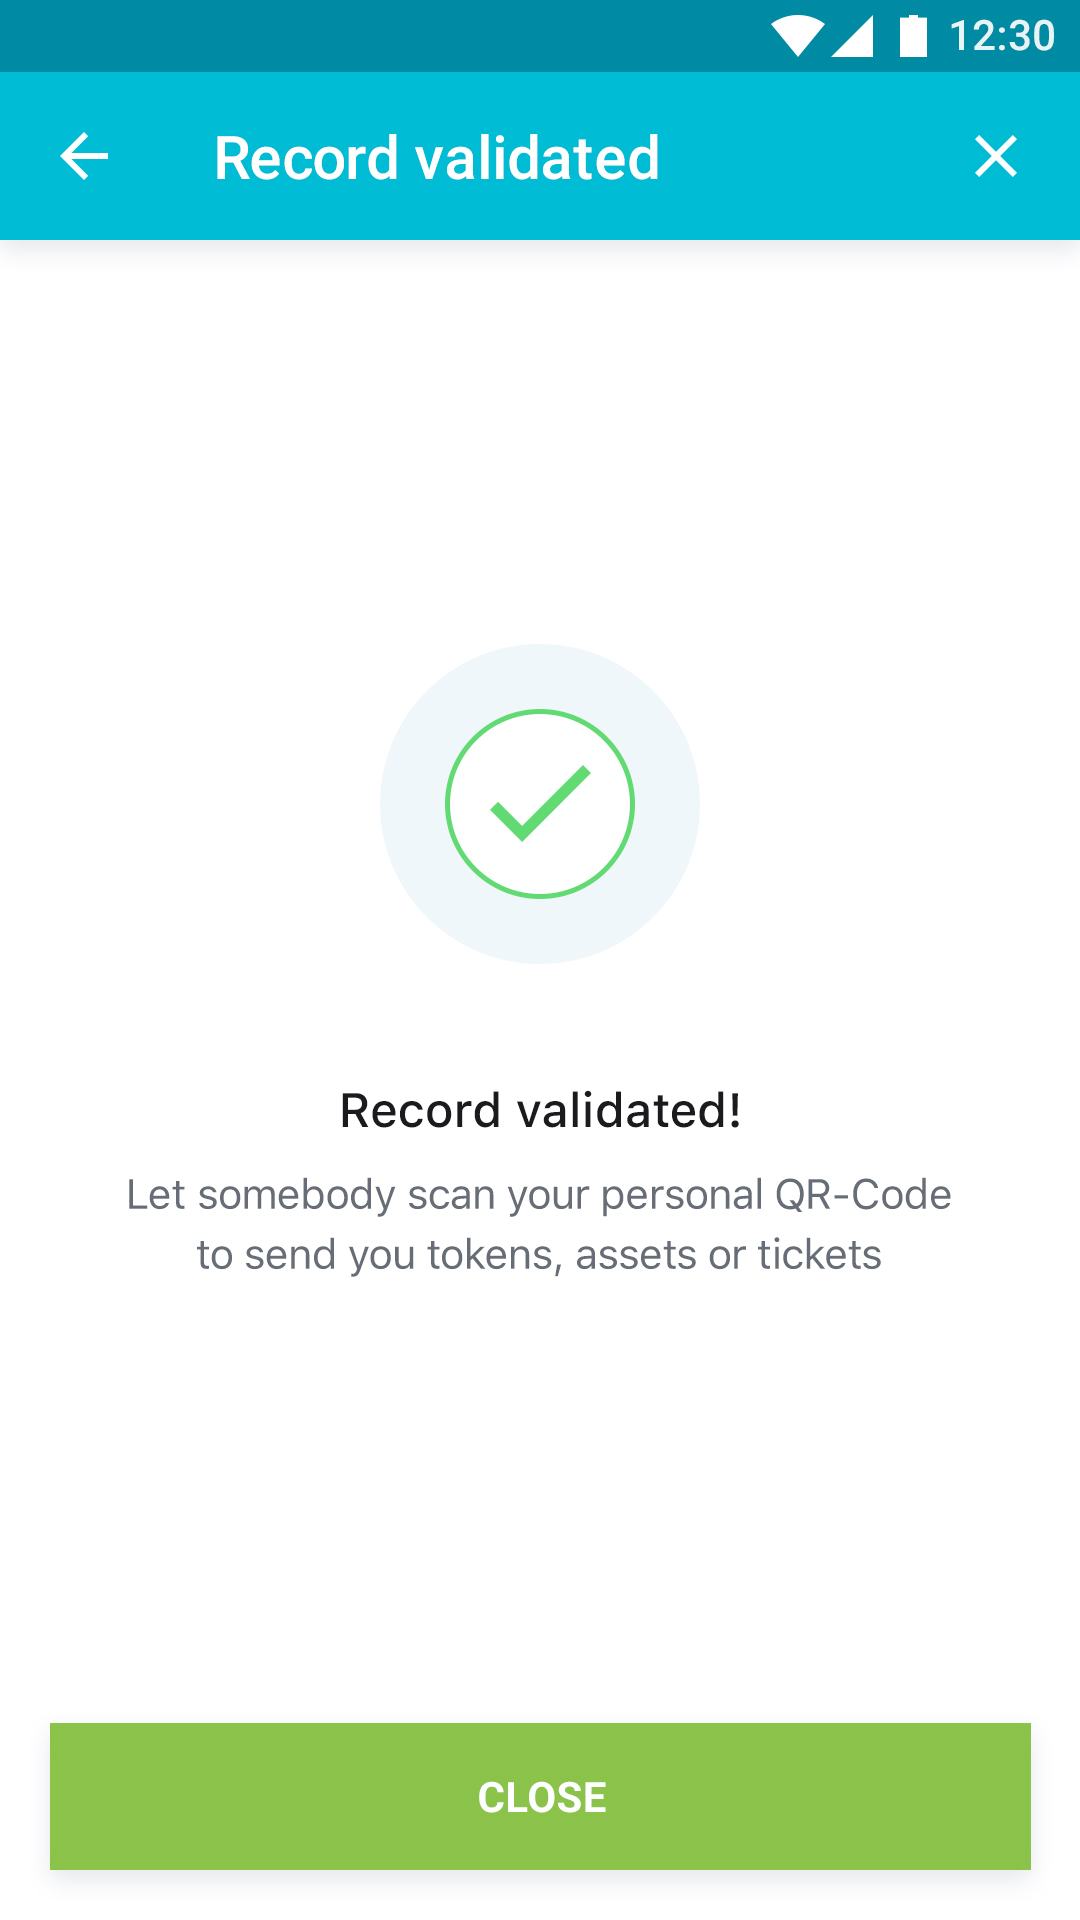 12:30
Record validated
Record validated!
Let somebody scan your personal QR-Code
to send you tokens, assets or tickets
CLOSE